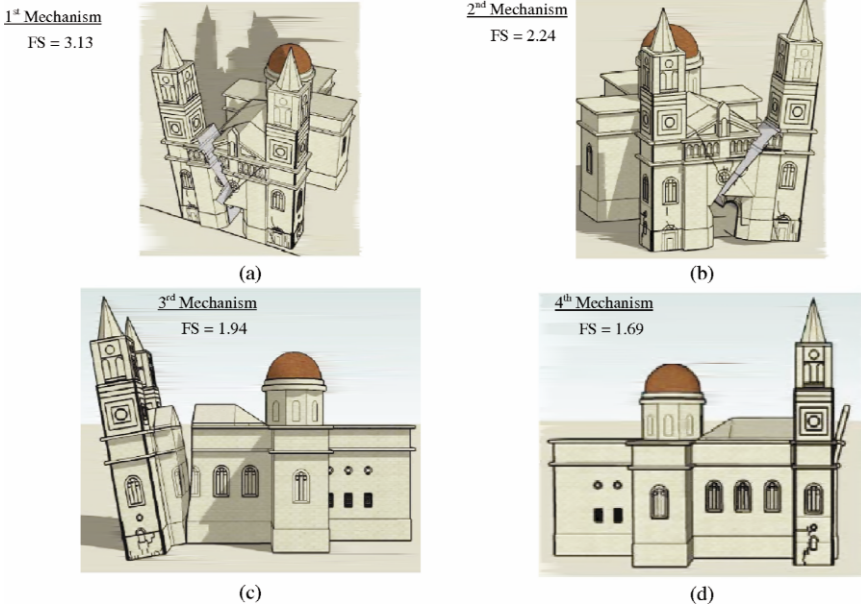 1st Mechanism
FS = 3.13
2nd Mechanism
FS = 2.24
(a)
(b)
3rd Mechanism
FS = 1.94
4th Mechanism
FS = 1.69
(c)
(d)